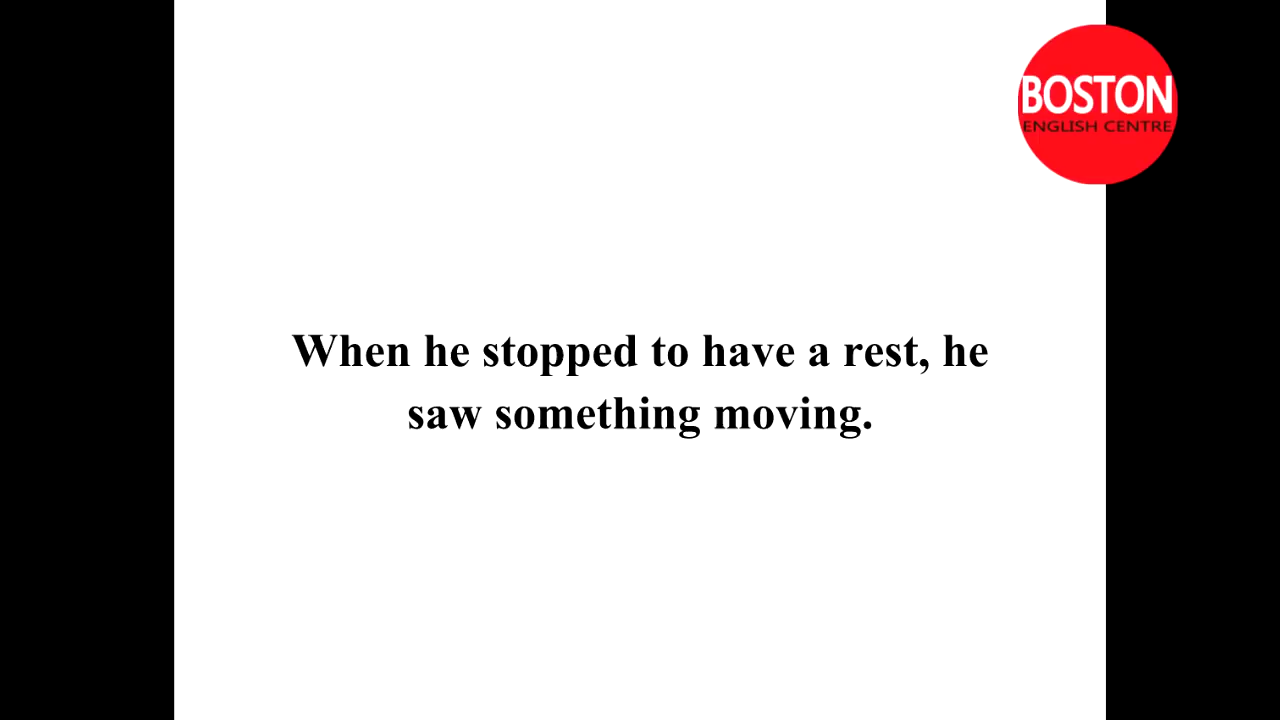 BOSTON
ENGLISH CENTRE
When he stopped to have a rest, he
saw something moving.